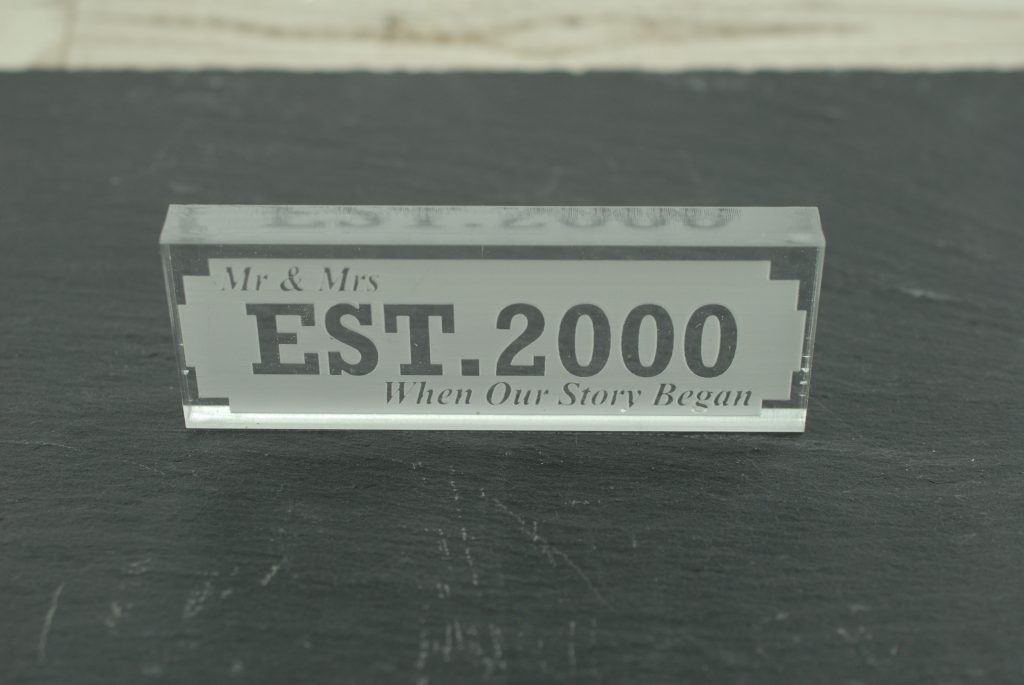 Mr & Mrs
EST.2000
When Our Story Began